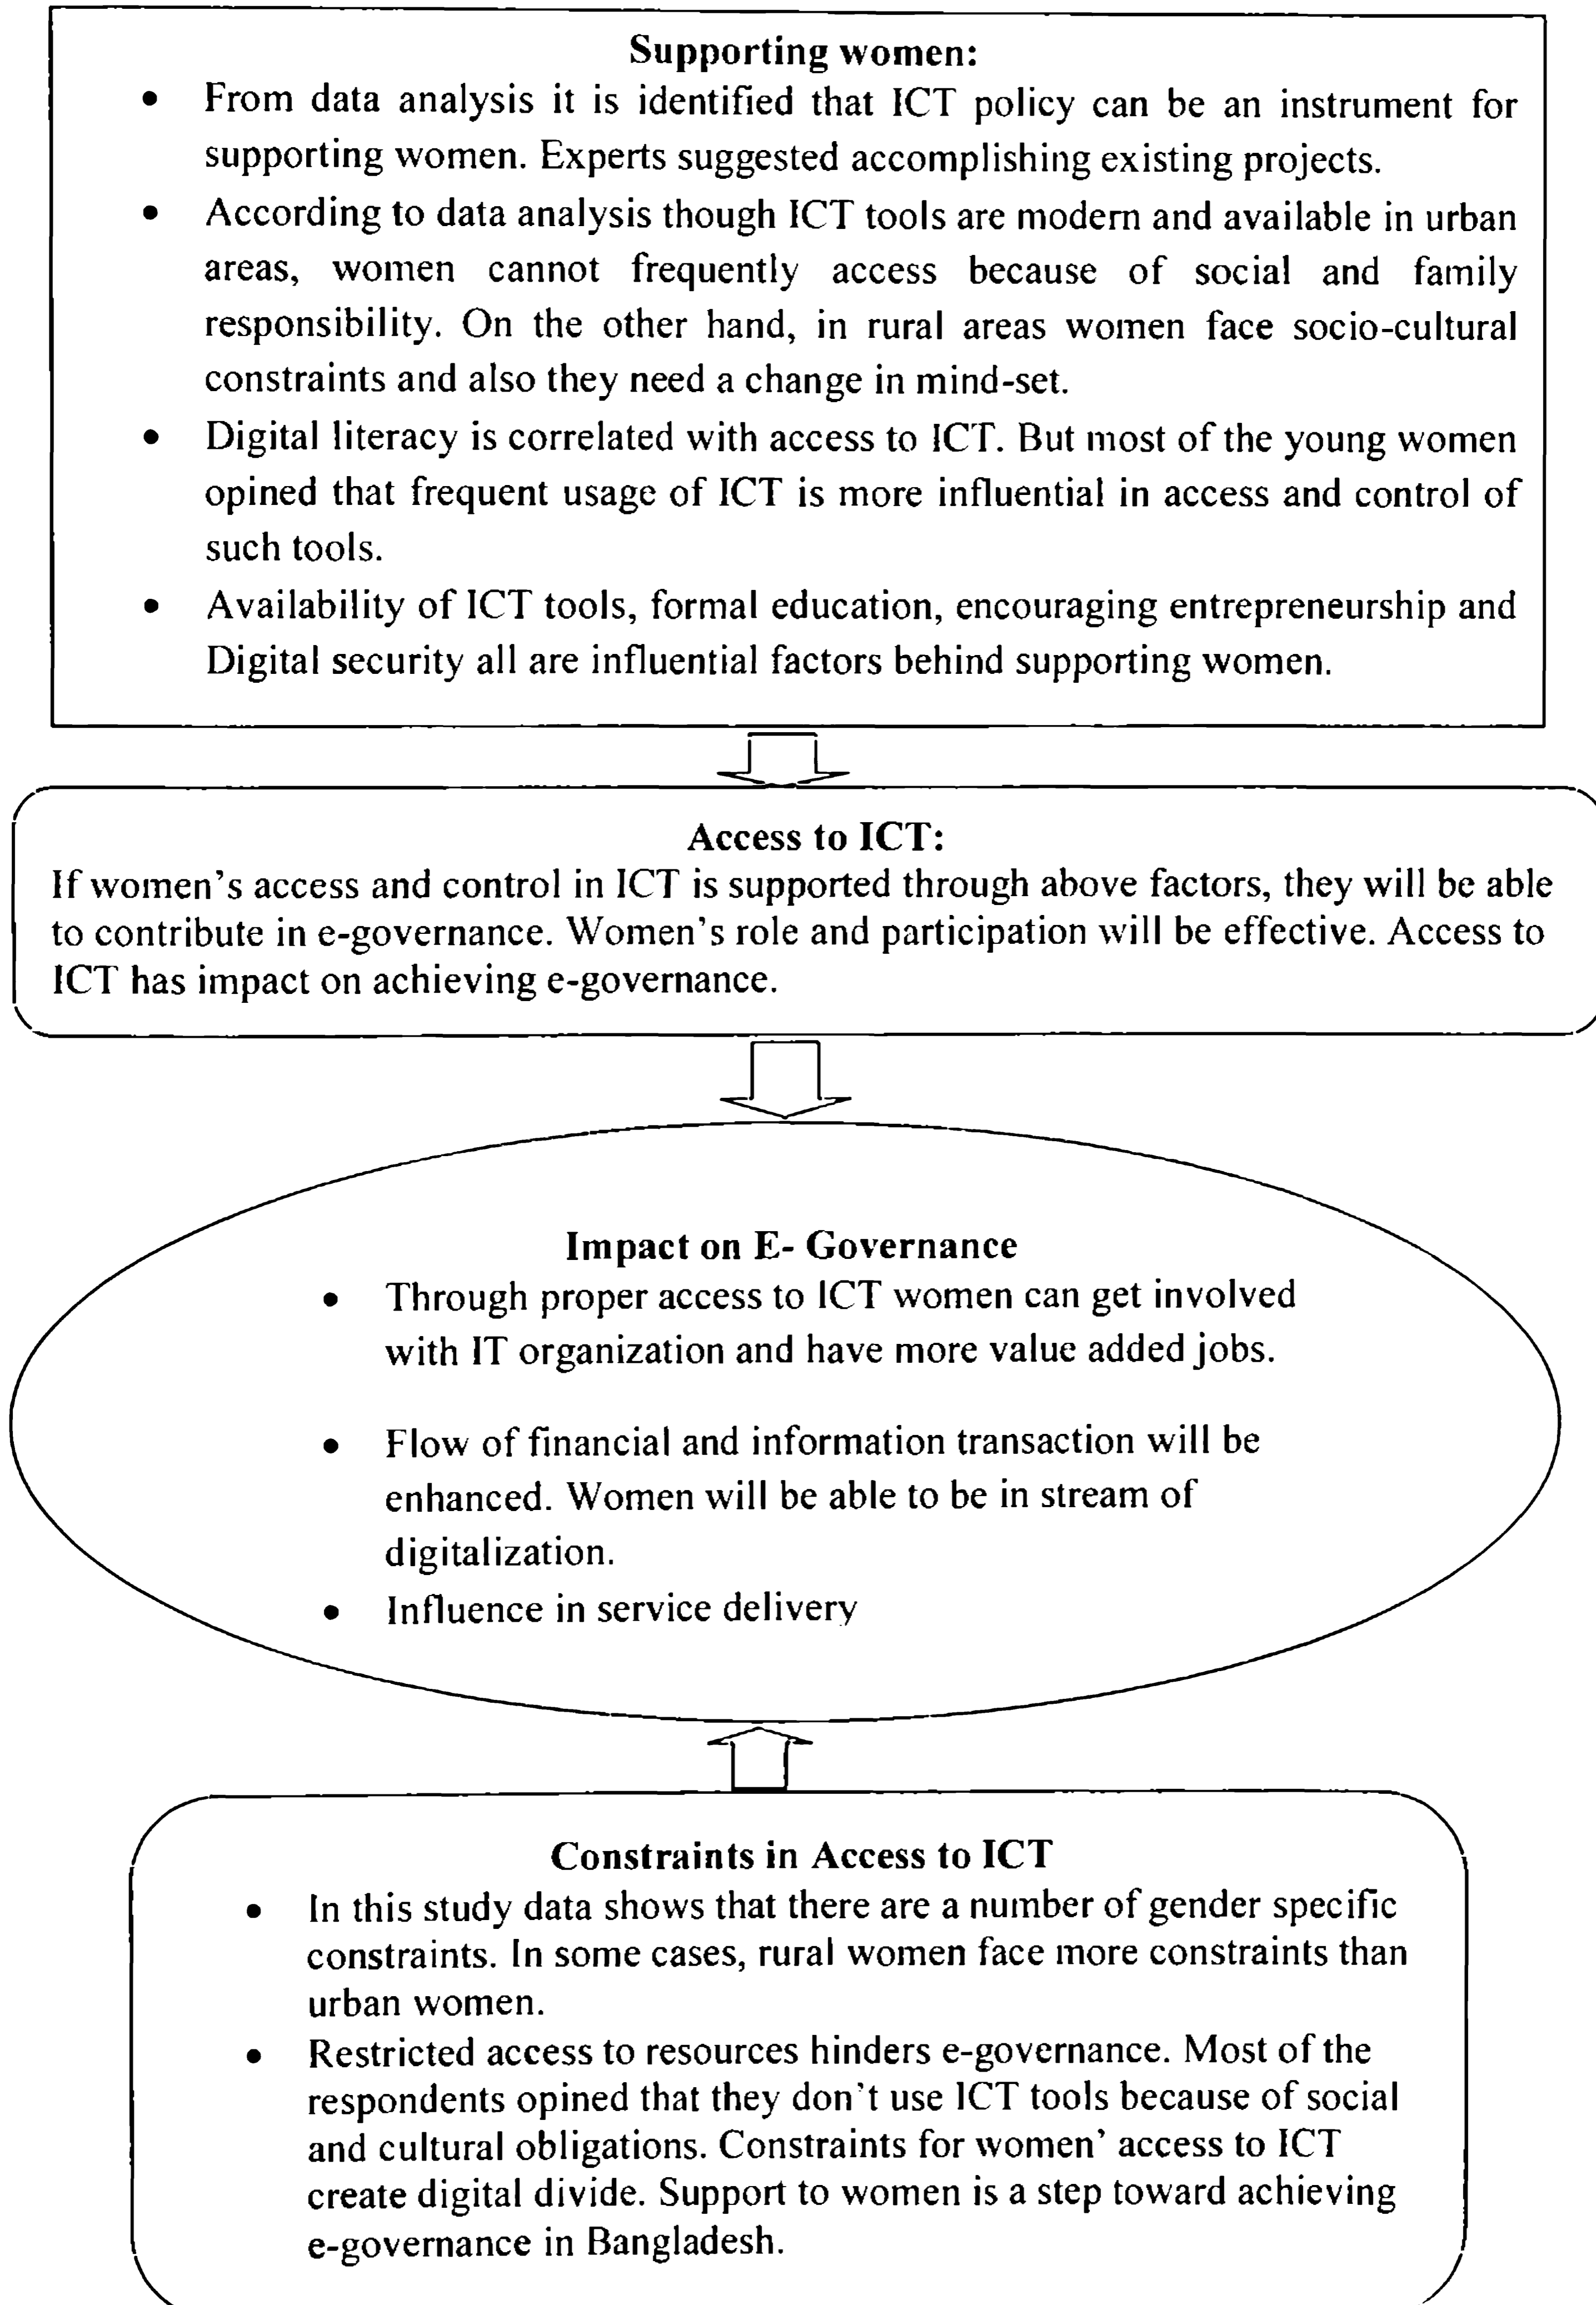 Supporting women:
• From data analysis it is identified that ICT policy can be an instrument for
supporting women. Experts suggested accomplishing existing projects.
• According to data analysis though ICT tools are modern and available in urban
areas, women cannot frequently access because of social and family
responsibility. On the other hand, in rural areas women face socio-cultural
constraints and also they need a change in mind-set.
• Digital literacy is correlated with access to ICT. But most of the young women
opined that frequent usage of ICT is more influential in access and control of
such tools.
• Availability of ICT tools, formal education, encouraging entrepreneurship and
Digital security all are influential factors behind supporting women.
Access to ICT:
If women's access and control in ICT is supported through above factors, they will be able
to contribute in e-governance. Women's role and participation will be effective. Access to
ICT has impact on achieving e-governance.
Impact on E- Governance
• Through proper access to ICT women can get involved
with IT organization and have more value added jobs.
• Flow of financial and information transaction will be
enhanced. Women will be able to be in stream of
digitalization.
• Influence in service delivery
Constraints in Access to ICT
• In this study data shows that there are a number of gender specific
constraints. In some cases, rural women face more constraints than
urban women.
• Restricted access to resources hinders e-governance. Most of the
respondents opined that they don't use ICT tools because of social
and cultural obligations. Constraints for women' access to ICT
create digital divide. Support to women is a step toward achieving
e-governance in Bangladesh.